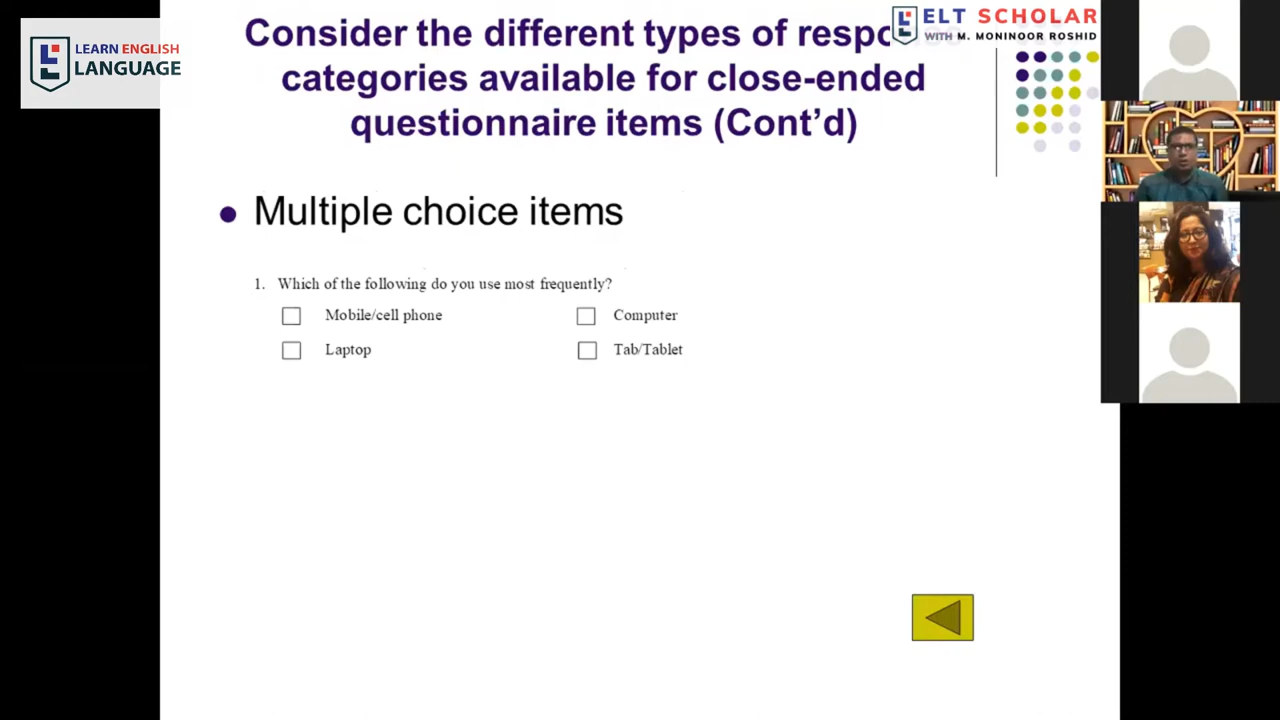 LEARN ENGLISH
LANGUAGE
ELT SCHOLAR
WITH M. MONINOOR ROSHID
Consider the different types of
categories available for close-ended
questionnaire items (Cont'd)
Multiple choice items
1. Which of the following do you use most frequently?
Mobile/cell phone Computer
Laptop Tab/Tablet